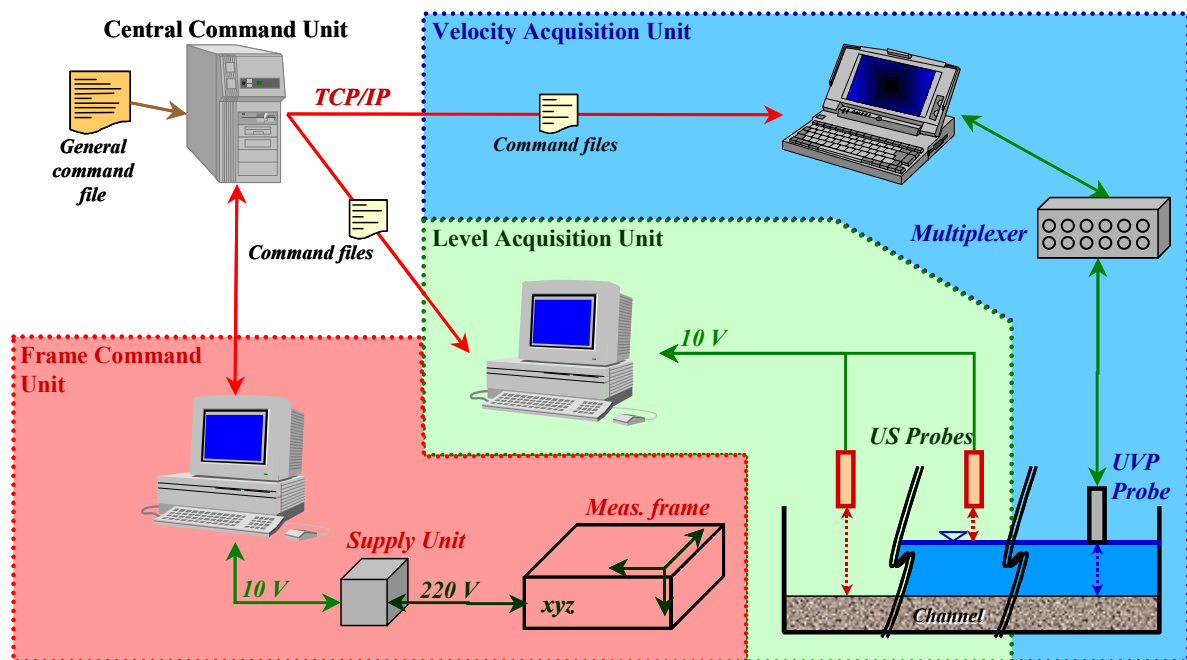 Central Command Unit
Velocity Acquisition Unit
TCP/IP
General
command
file
Command files
Command files
Multiplexer
Level Acquisition Unit
10 V
Frame Command
Unit
US Probes
UVP
Probe
Meas. frame
Supply Unit
10 V
220 V
xyz
Channel